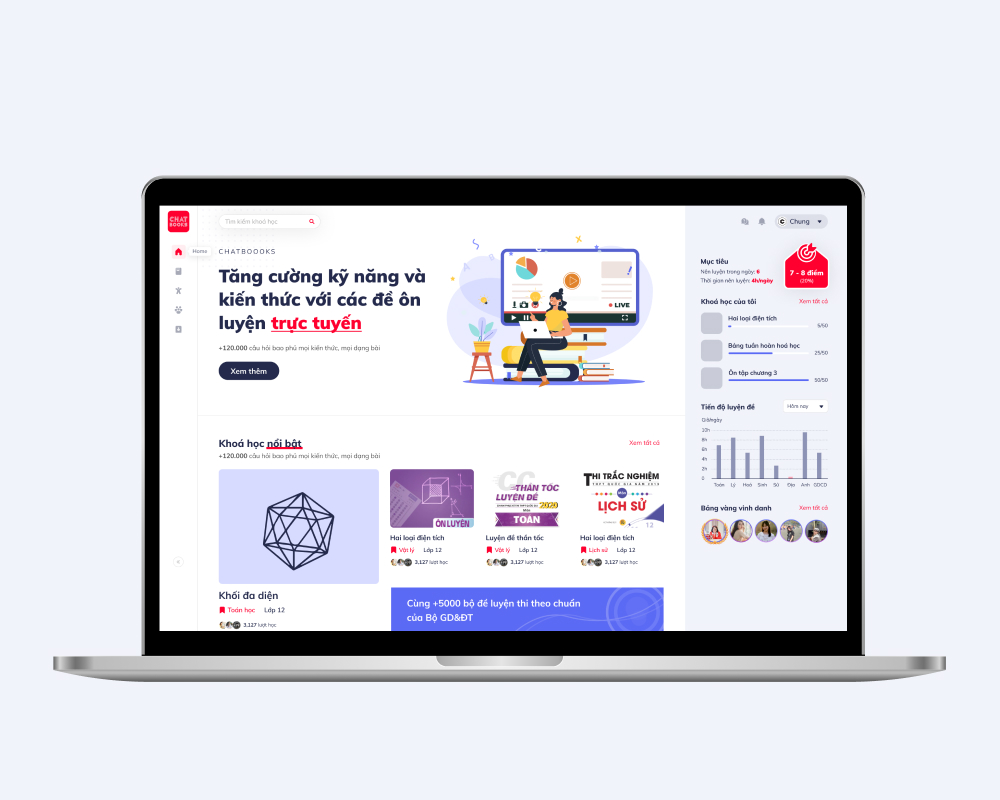 CHAT
BOOKS
Tìm kiếm khoá học
Home
CHATBOOOKS
Tăng cường kỹ năng và
kiến thức với các đề ôn
luyện trực tuyến
+120.000 câu hỏi bao phủ mọi kiến thức, mọi dạng bài
Xem thêm
LIVE
Khoá học nổi bật
Xem tất cả
+120.000 câu hỏi bao phủ mọi kiến thức, mọi dạng bài
Khối đa diện
Toán học Lớp 12
3,127 lượt học
ÔN LUYỆN
Hai loại điện tích
Vật lý Lớp 12
3,127 lượt học
CC
THẦN TỐC
LUYỆN ĐỀ
2020
Môn
TOÁN
Luyện đề thần tốc
Vật lý Lớp 12
3,127 lượt học
THI TRẮC NGHIỆM
THPT QUỐC GIA NĂM 2019
Môn
LỊCH SỬ
12
Hai loại điện tích
Lịch sử Lớp 12
3,127 lượt học
Cùng +5000 bộ đề luyện thi theo chuẩn
của Bộ GD&ĐT
C Chung
Mục tiêu
Nên luyện trong ngày: 6
Thời gian nên luyện: 4h/ngày
7 - 8 điểm
(20%)
Khoá học của tôi
Xem tất cả
Hai loại điện tích
5/50
Bảng tuần hoàn hoá học
25/50
Ôn tập chương 3
50/50
Tiến độ luyện đề
Hôm nay
Giờ/ngày
10h
8h
6h
4h
2h
0
Toán Lý Hoá Sinh Sử Địa Anh GDCD
Bảng vàng vinh danh
Xem tất cả